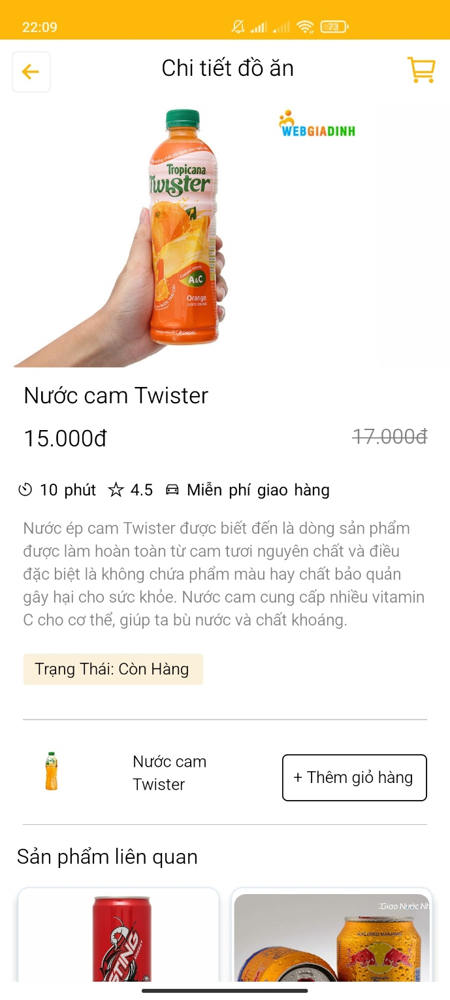 22:09
73
Chi tiết đồ ăn
WEBGIADINH
Tropicana
Twister
Contains Vitamin
A&C
Orange
JUICE DRINK
pepsi
Nước cam Twister
15.000đ
17.000đ
10 phút
4.5
Miễn phí giao hàng
Nước ép cam Twister được biết đến là dòng sản phẩm
được làm hoàn toàn từ cam tươi nguyên chất và điều
đặc biệt là không chứa phẩm màu hay chất bảo quản
gây hại cho sức khỏe. Nước cam cung cấp nhiều vitamin
C cho cơ thể, giúp ta bù nước và chất khoáng.
Trạng Thái: Còn Hàng
Nước cam
Twister
+ Thêm giỏ hàng
Sản phẩm liên quan
STING
ENERGY
Giao Nước Nh